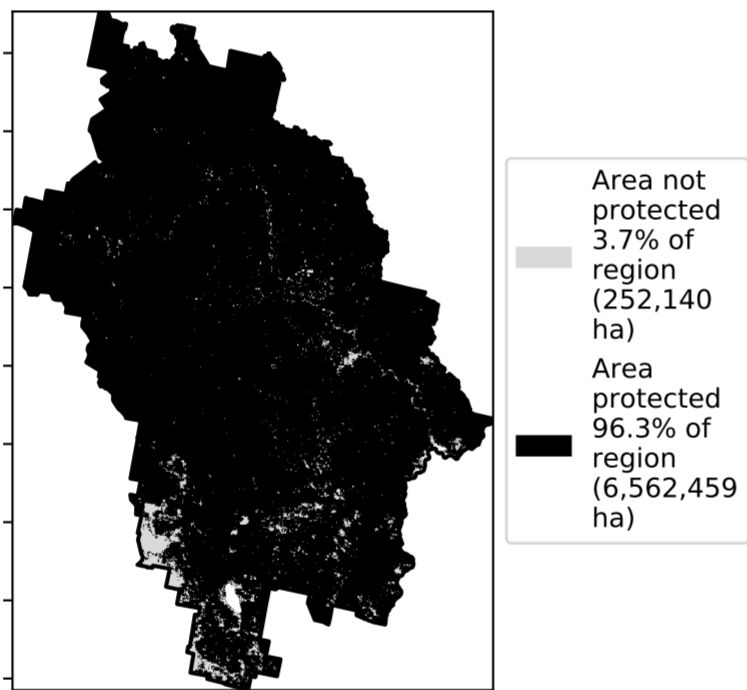 Area not
protected
3.7% of
region
(252,140
ha)
Area
protected
96.3% of
region
(6,562,459
ha)